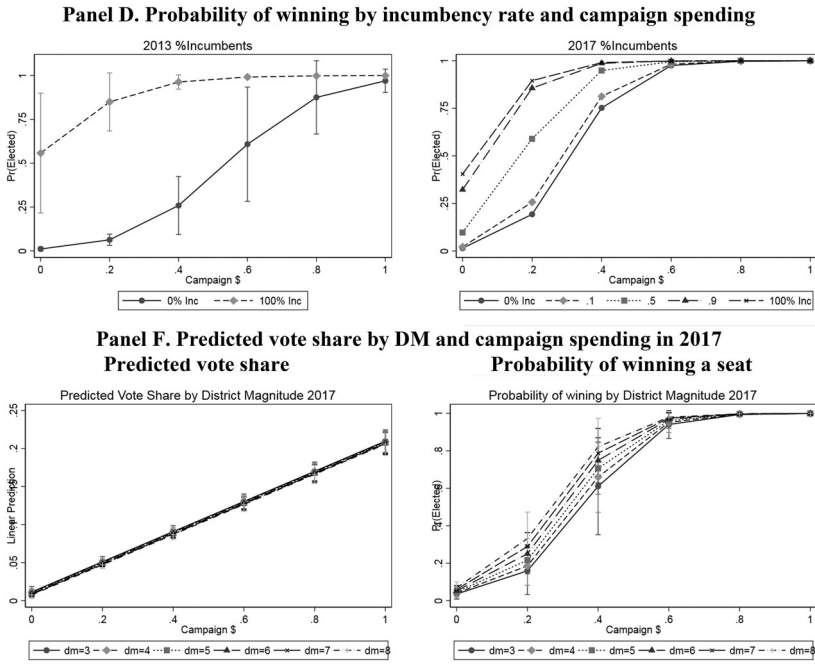 Panel D. Probability of winning by incumbency rate and campaign spending
2013 %Incumbents
Pr(Elected)
0 .25 .5 .75 1
0 .2 .4 .6 .8 1
Campaign $
0% Inc 100% Inc
2017 %Incumbents
Pr(Elected)
0 .25 .5 .75 1
0 .2 .4 .6 .8 1
Campaign $
0% Inc .1 .5 .9 100% Inc
Panel F. Predicted vote share by DM and campaign spending in 2017
Predicted vote share
Probability of winning a seat
Predicted Vote Share by District Magnitude 2017
Linear Prediction
0 .05 .2 .25
0 .2 .4 .6 .8 1
Campaign $
dm=3 dm=4 dm=5 dm=6 dm=7 dm=8
Probability of wining by District Magnitude 2017
Pr(Elected)
0 .2 .4 .6 .8 1
0 .2 .4 .6 .8 1
Campaign $
dm=3 dm=4 dm=5 dm=6 dm=7 dm=8